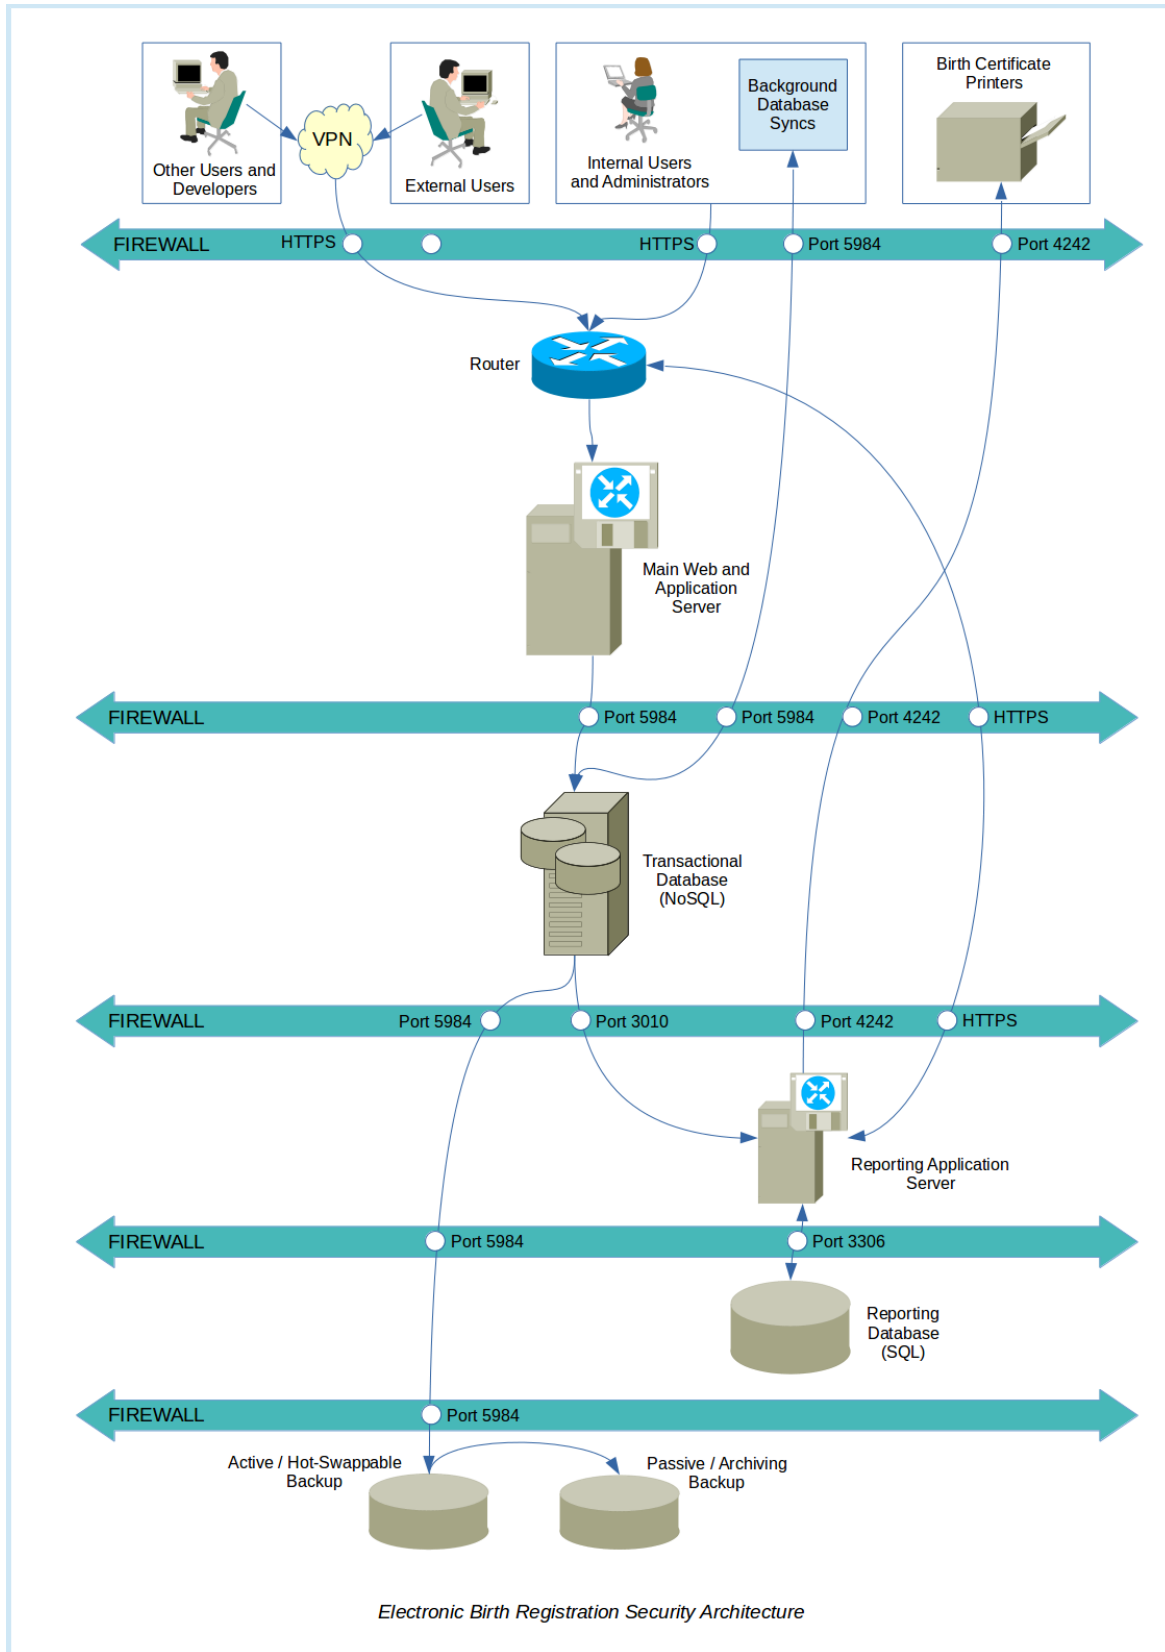 Other Users and
Developers
VPN
External Users
Internal Users
and Administrators
Background
Database
Syncs
Birth Certificate
Printers
FIREWALL
HTTPS
HTTPS
Port 5984
Port 4242
Router
Main Web and
Application
Server
FIREWALL
Port 5984
Port 5984
Port 4242
HTTPS
Transactional
Database
(NoSQL)
FIREWALL
Port 5984
Port 3010
Port 4242
HTTPS
Reporting Application
Server
FIREWALL
Port 5984
Port 3306
Reporting
Database
(SQL)
FIREWALL
Port 5984
Active / Hot-Swappable
Backup
Passive / Archiving
Backup
Electronic Birth Registration Security Architecture